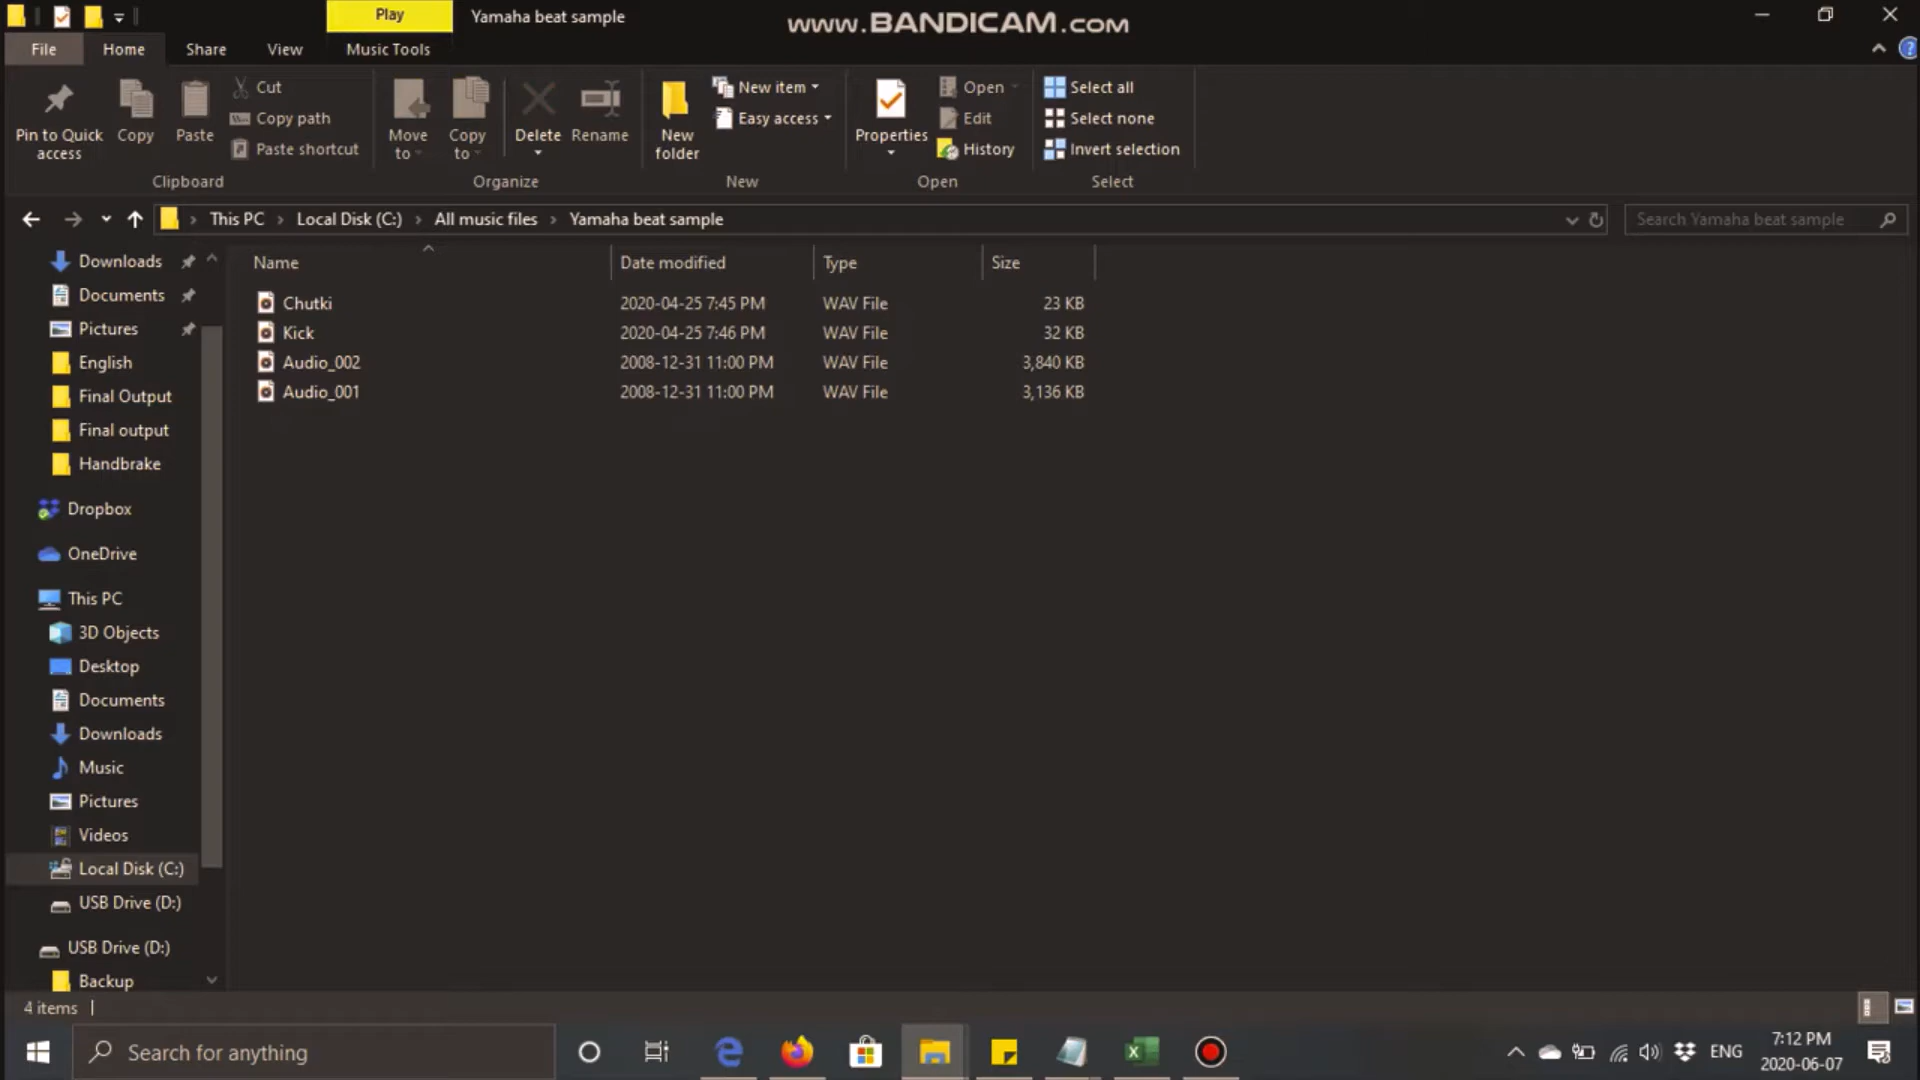 Play
Yamaha beat sample
www.BANDICAM.com
File
Home
Share
View
Music Tools
Pin to Quick
access
Copy
Paste
Cut
Copy path
Paste shortcut
Clipboard
Move
to
Copy
to
Delete
Rename
Organize
New
folder
New item
Easy access
New
Properties
Open
Edit
History
Open
Select all
Select none
Invert selection
Select
This PC
Local Disk (C:)
All music files
Yamaha beat sample
Search Yamaha beat sample
Name
Date modified
Type
Size
Chutki 2020-04-25 7:45 PM WAV File 23 KB
Kick 2020-04-25 7:46 PM WAV File 32 KB
Audio_002 2008-12-31 11:00 PM WAV File 3,840 KB
Audio_001 2008-12-31 11:00 PM WAV File 3,136 KB
Downloads
Documents
Pictures
English
Final Output
Final output
Handbrake
Dropbox
OneDrive
This PC
3D Objects
Desktop
Documents
Downloads
Music
Pictures
Videos
Local Disk (C:)
USB Drive (D:)
USB Drive (D:)
Backup
4 items
Search for anything
ENG
7:12 PM
2020-06-07